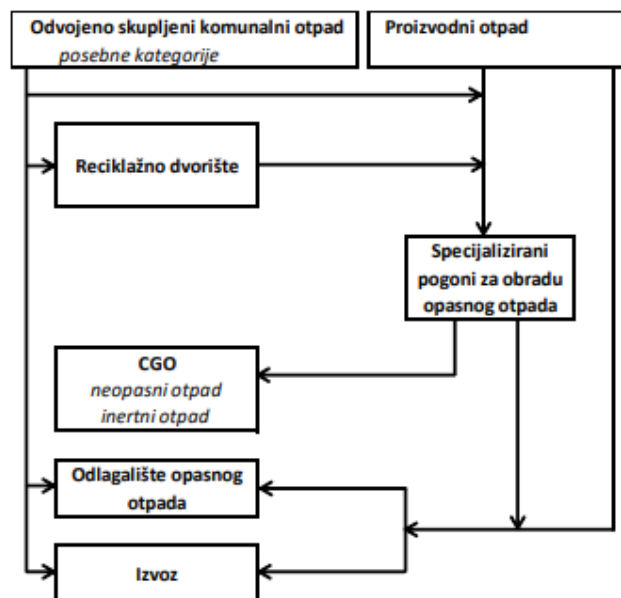 Odvojeno skupljeni komunalni otpad
posebne kategorije
Proizvodni otpad
Reciklažno dvorište
Specijalizirani
pogoni za obradu
opasnog otpada
CGO
neopasni otpad
inertni otpad
Odlagalište opasnog
otpada
Izvoz